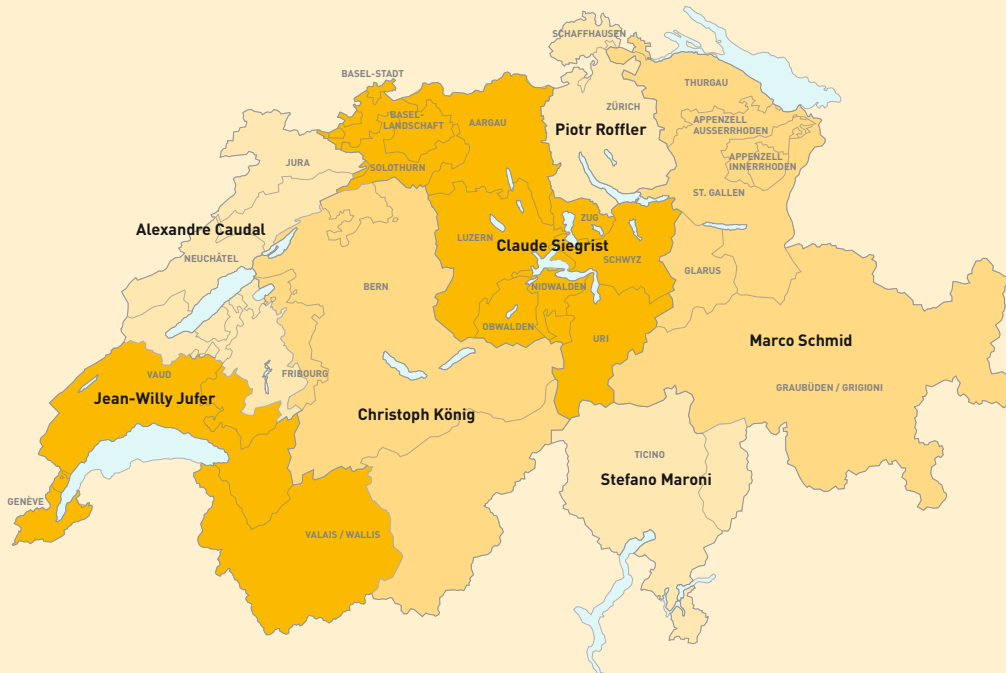 SCHAFFHAUSEN
BASEL-STADT
THURGAU
ZÜRICH
BASEL-
LANDSCHAFT
AARGAU
APPENZELL
AUSSERRHODEN
Piotr Roffler
JURA
SOLOTHURN
APPENZELL
INNERRHODEN
ST. GALLEN
Alexandre Caudal
ZUG
LUZERN
Claude Siegrist
NEUCHÂTEL
SCHWYZ
GLARUS
BERN
NIDWALDEN
OBWALDEN
URI
Marco Schmid
VAUD
FRIBOURG
GRAUBÜDEN / GRIGIONI
Jean-Willy Jufer
Christoph König
TICINO
Stefano Maroni
GENÈVE
VALAIS / WALLIS